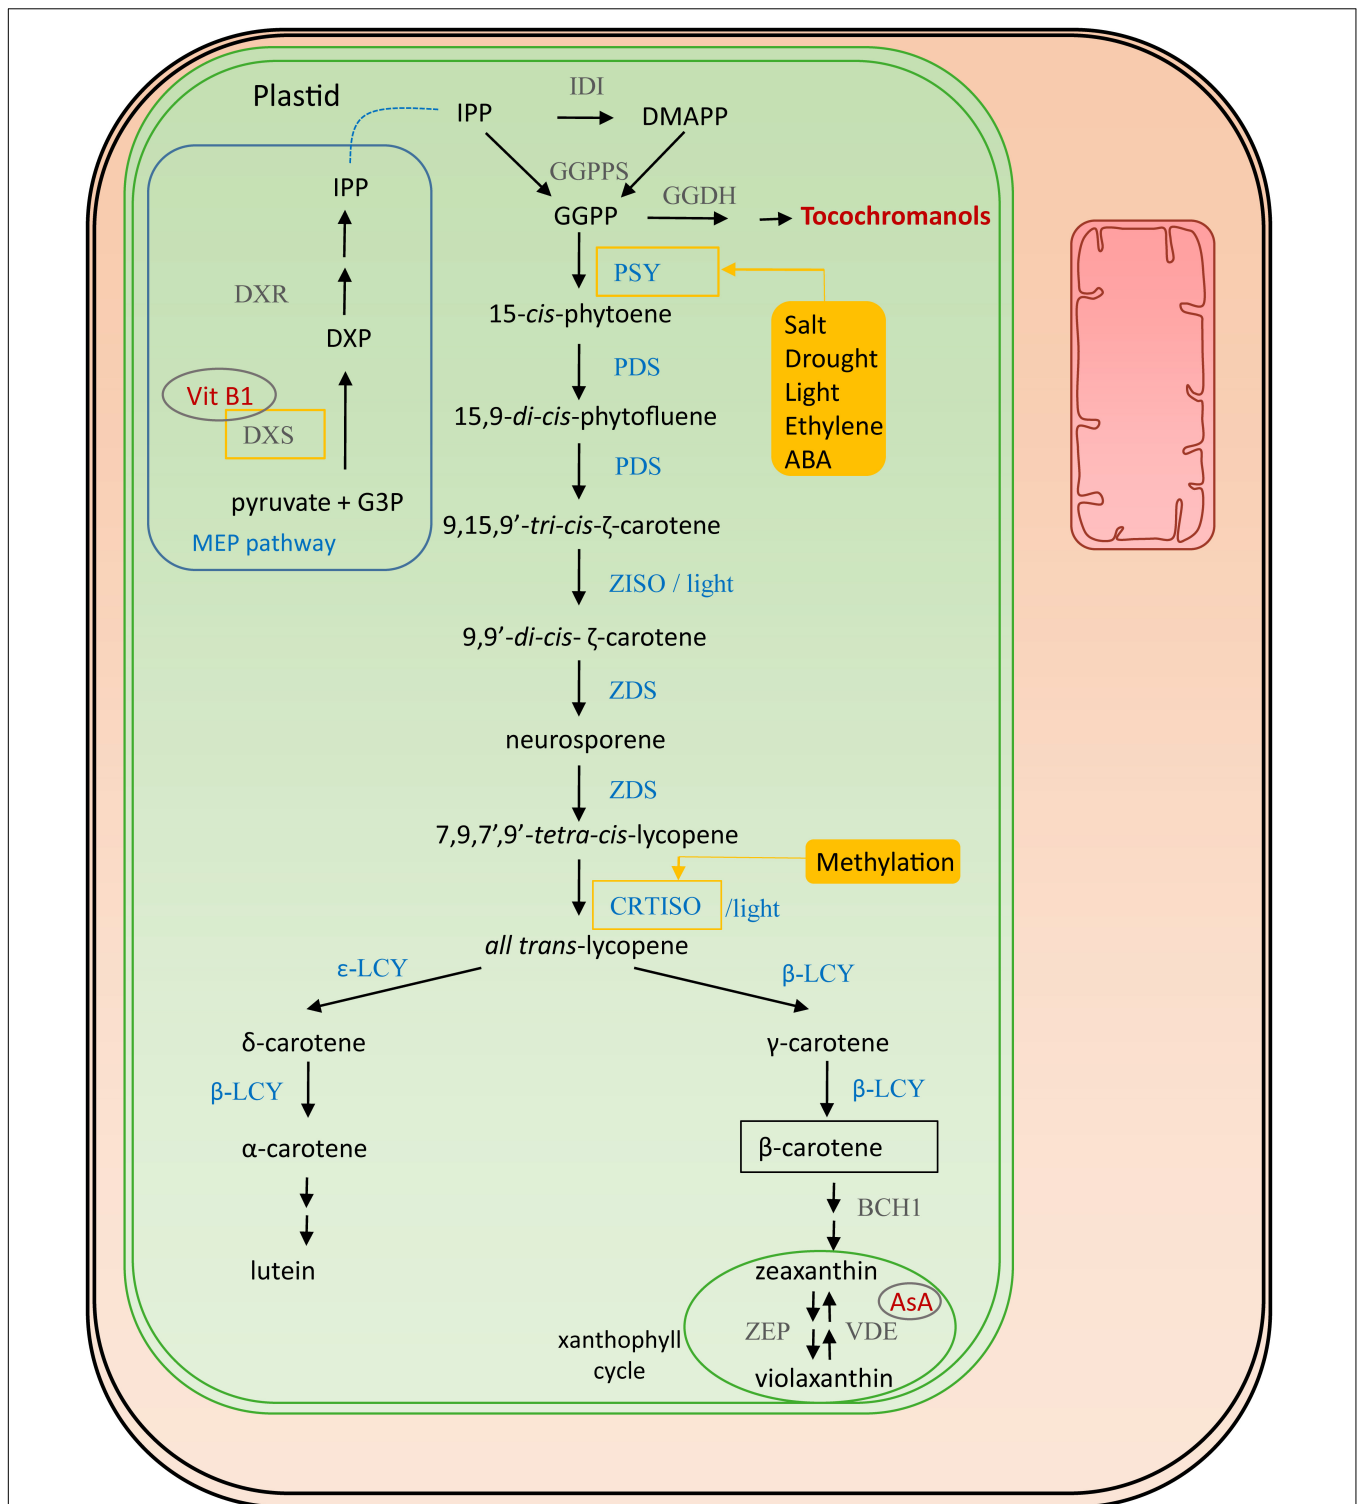 Plastid
IPP
IDI
DMAPP
GGPPS
GGDH
GGPP
Tocochromanols
IPP
DXR
DXP
Vit B1
DXS
pyruvate + G3P
MEP pathway
PSY
15-cis-phytoene
Salt
Drought
Light
Ethylene
ABA
PDS
15,9-di-cis-phytofluene
PDS
9,15,9’-tri-cis-ζ-carotene
ZISO / light
9,9’-di-cis- ζ-carotene
ZDS
neurosporene
ZDS
7,9,7’,9’-tetra-cis-lycopene
Methylation
CRTISO /light
all trans-lycopene
ε-LCY
β-LCY
δ-carotene
γ-carotene
β-LCY
β-LCY
α-carotene
β-carotene
BCH1
lutein
zeaxanthin
AsA
ZEP
VDE
xanthophyll
cycle
violaxanthin